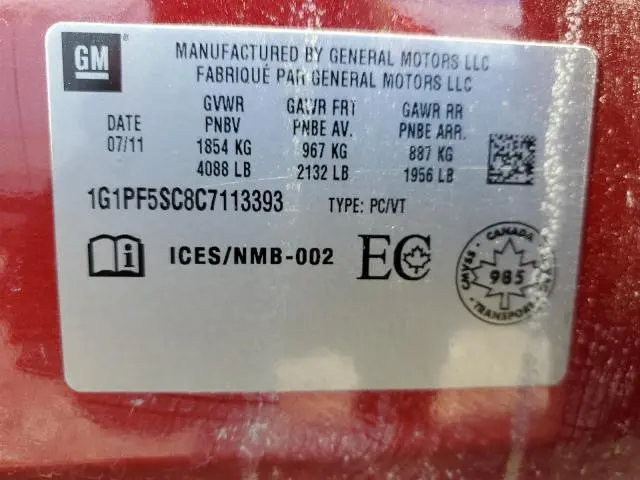 GM
MANUFACTURED BY GENERAL MOTORS LLC
FABRIQUÉ PAR GENERAL MOTORS LLC
GVWR GAWR FRT GAWR RR
DATE PNBV PNBE AV. PNBE ARR.
07/11 1854 KG 967 KG 887 KG
4088 LB 2132 LB 1956 LB
1G1PF5SC8C7113393 TYPE: PC/VT
i ICES/NMB-002 EC
CANADA
CMVSS 985
TRANSPORT